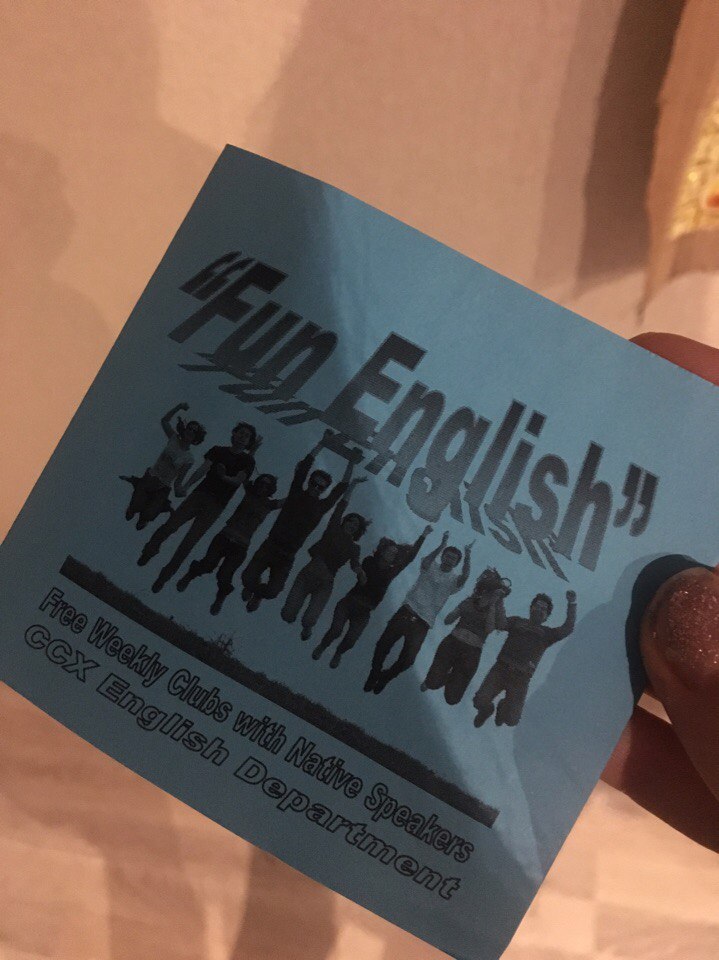 “Fun English”
Free Weekly Clubs with Native Speakers
CCX English Department